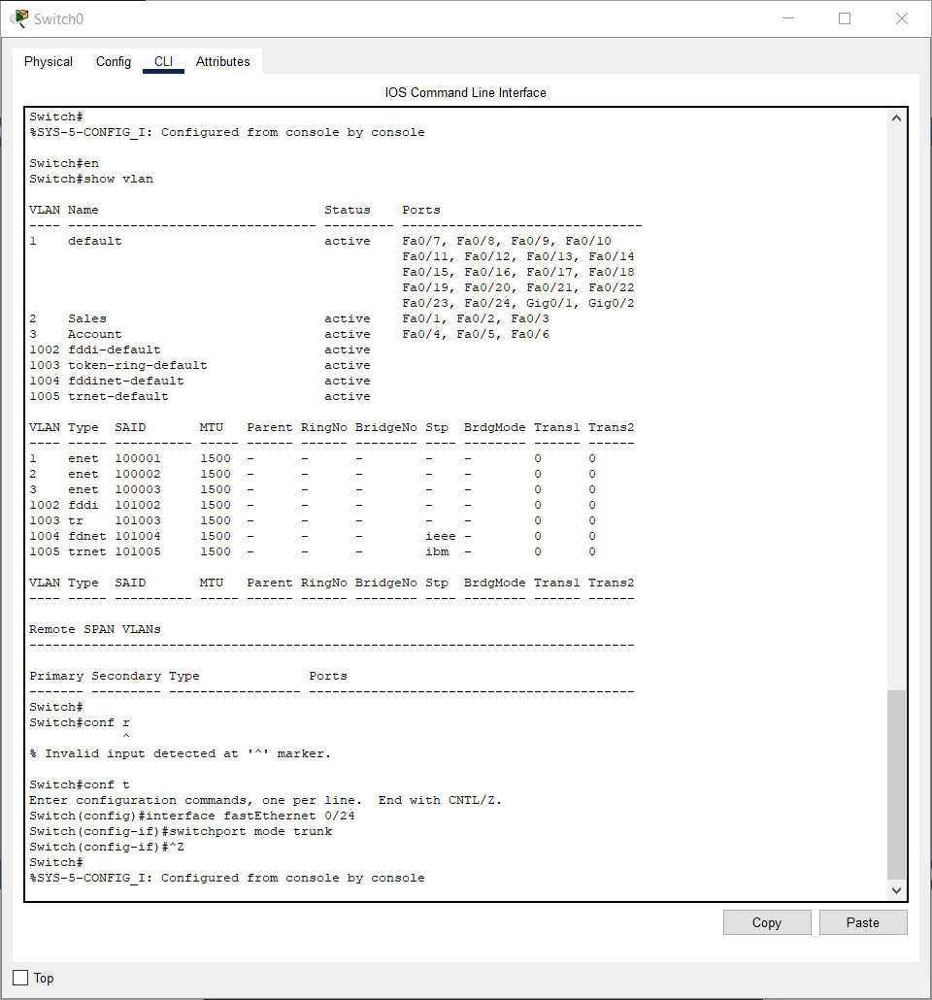 Switch0
Physical Config CLI Attributes
IOS Command Line Interface
Switch#
%SYS-5-CONFIG_I: Configured from console by console
Switch#en
Switch#show vlan
VLAN Name                             Status    Ports
---- -------------------------------- --------- -------------------------------
1    default                          active    Fa0/7, Fa0/8, Fa0/9, Fa0/10
                                                Fa0/11, Fa0/12, Fa0/13, Fa0/14
                                                Fa0/15, Fa0/16, Fa0/17, Fa0/18
                                                Fa0/19, Fa0/20, Fa0/21, Fa0/22
                                                Fa0/23, Fa0/24, Gig0/1, Gig0/2
2    Sales                            active    Fa0/1, Fa0/2, Fa0/3
3    Account                          active    Fa0/4, Fa0/5, Fa0/6
1002 fddi-default                     active
1003 token-ring-default               active
1004 fddinet-default                  active
1005 trnet-default                    active
VLAN Type  SAID       MTU   Parent RingNo BridgeNo Stp  BrdgMode Trans1 Trans2
---- ----- ---------- ----- ------ ------ -------- ---- -------- ------ ------
1    enet  100001     1500  -      -      -        -    -        0      0
2    enet  100002     1500  -      -      -        -    -        0      0
3    enet  100003     1500  -      -      -        -    -        0      0
1002 fddi  101002     1500  -      -      -        -    -        0      0
1003 tr    101003     1500  -      -      -        -    -        0      0
1004 fdnet 101004     1500  -      -      -        ieee -        0      0
1005 trnet 101005     1500  -      -      -        ibm  -        0      0
VLAN Type  SAID       MTU   Parent RingNo BridgeNo Stp  BrdgMode Trans1 Trans2
---- ----- ---------- ----- ------ ------ -------- ---- -------- ------ ------
Remote SPAN VLANs
------------------------------------------------------------------------------
Primary Secondary Type              Ports
------- --------- ----------------- ------------------------------------------
Switch#
Switch#conf r
            ^
% Invalid input detected at '^' marker.
Switch#conf t
Enter configuration commands, one per line.  End with CNTL/Z.
Switch(config)#interface fastEthernet 0/24
Switch(config-if)#switchport mode trunk
Switch(config-if)#^Z
Switch#
%SYS-5-CONFIG_I: Configured from console by console
Copy Paste
Top